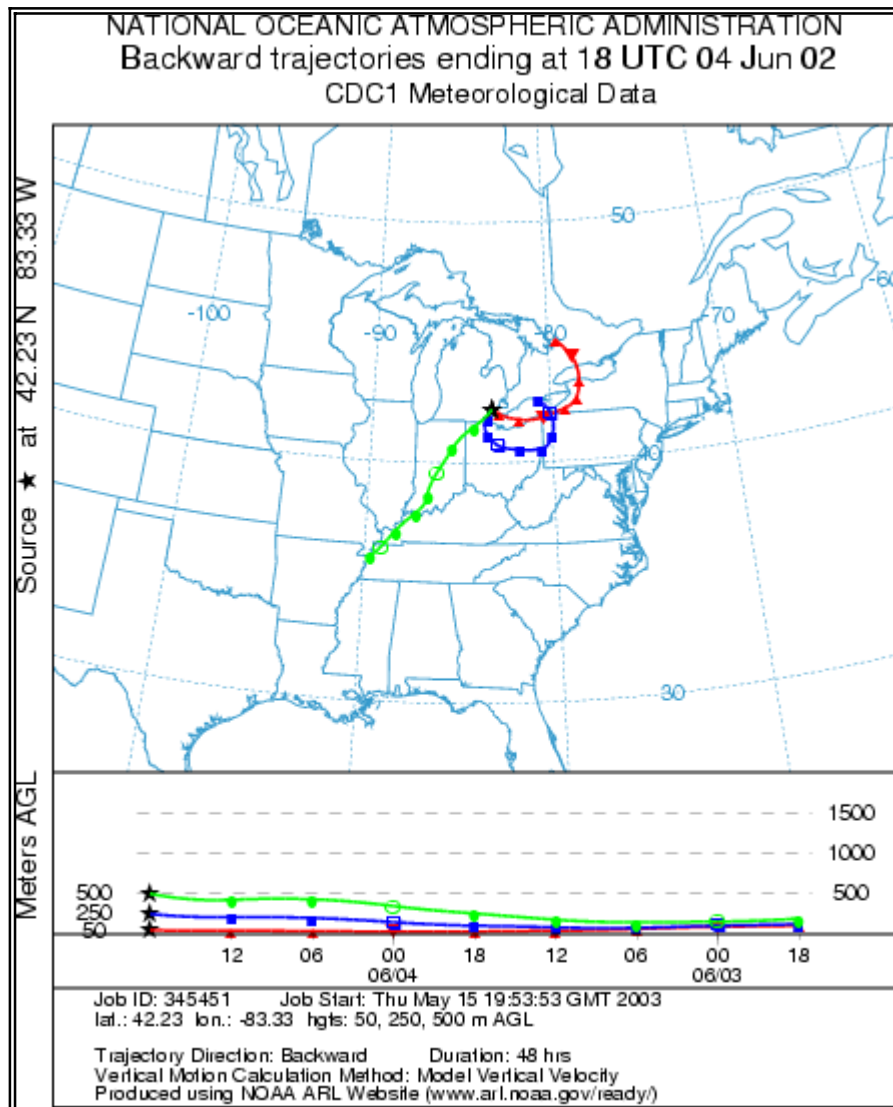 NATIONAL OCEANIC ATMOSPHERIC ADMINISTRATION
Backward trajectories ending at 18 UTC 04 Jun 02
CDC1 Meteorological Data
Source ★ at 42.23 N 83.33 W
50
-60
-100
-90
-80
-70
40
30
Meters AGL
1500
1000
500
500
250
50
12 06 00 18 12 06 00 18
06/04 06/03
Job ID: 345451 Job Start: Thu May 15 19:53:53 GMT 2003
lat.: 42.23 lon.: -83.33 hgts: 50, 250, 500 m AGL
Trajectory Direction: Backward Duration: 48 hrs
Vertical Motion Calculation Method: Model Vertical Velocity
Produced using NOAA ARL Website (www.arl.noaa.gov/ready/)